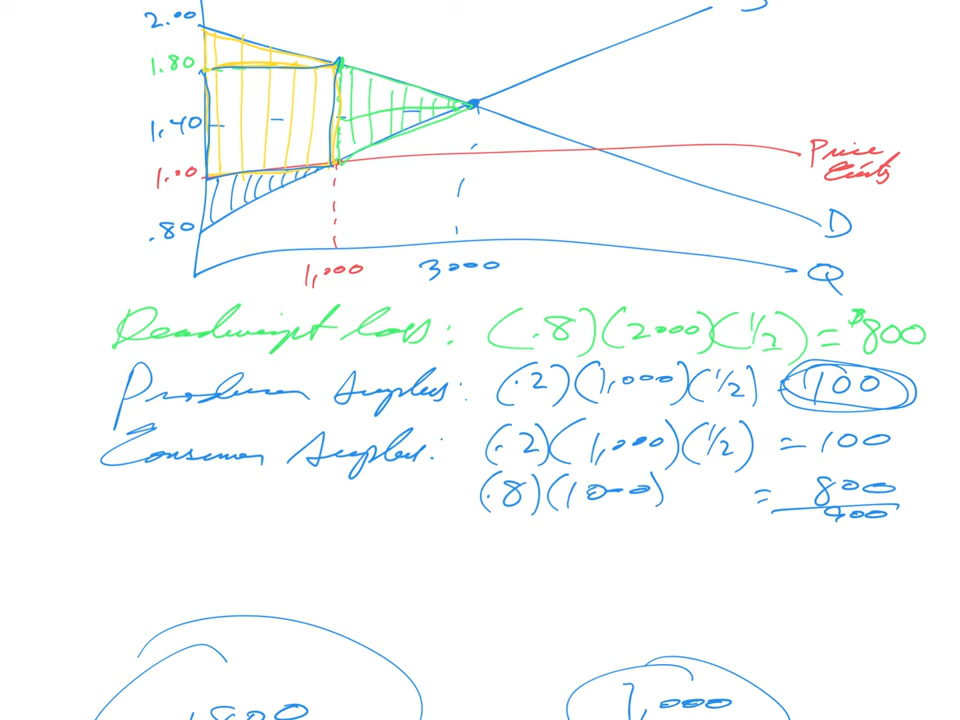 S
2.00
1.80
1.40
1.00
.80
Price
D
1,000
3000
Q
Deadweight loss: (.8)(2000)(1/2) = $800
Producer Surplus: (.2)(1,000)(1/2) = 100
Consumer Surplus: (.2)(1,000)(1/2) = 100
(.8)(1000) = 800
900
1,000